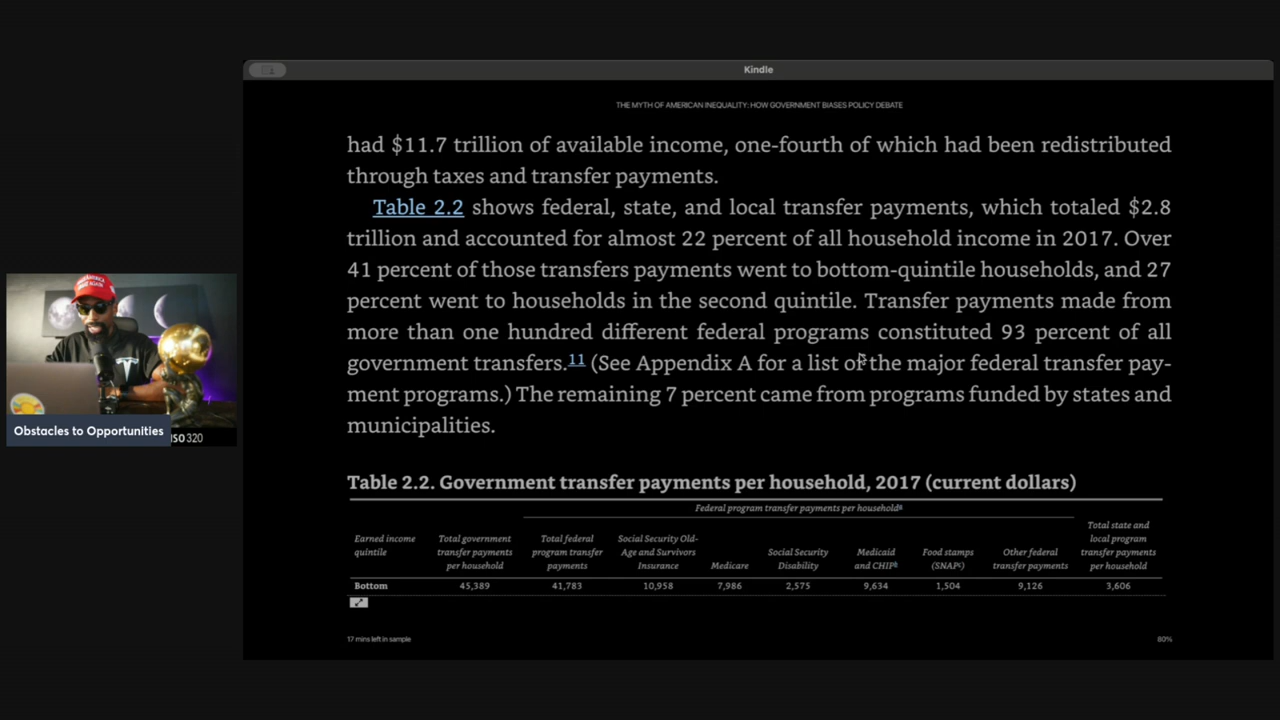 Kindle
THE MYTH OF AMERICAN INEQUALITY: HOW GOVERNMENT BIASES POLICY DEBATE
had $11.7 trillion of available income, one-fourth of which had been redistributed
through taxes and transfer payments.
Table 2.2 shows federal, state, and local transfer payments, which totaled $2.8
trillion and accounted for almost 22 percent of all household income in 2017. Over
41 percent of those transfers payments went to bottom-quintile households, and 27
percent went to households in the second quintile. Transfer payments made from
more than one hundred different federal programs constituted 93 percent of all
government transfers.11 (See Appendix A for a list of the major federal transfer pay-
ment programs.) The remaining 7 percent came from programs funded by states and
municipalities.
Table 2.2. Government transfer payments per household, 2017 (current dollars)
Federal program transfer payments per householda
Earned income quintile
Total government transfer payments per household
Total federal program transfer payments
Social Security Old-Age and Survivors Insurance
Medicare
Social Security Disability
Medicaid and CHIPb
Food stamps (SNAPc)
Other federal transfer payments
Total state and local program transfer payments per household
Bottom 45,389 41,783 10,958 7,986 2,575 9,634 1,504 9,126 3,606
17 mins left in sample
80%
Obstacles to Opportunities
ISO 320